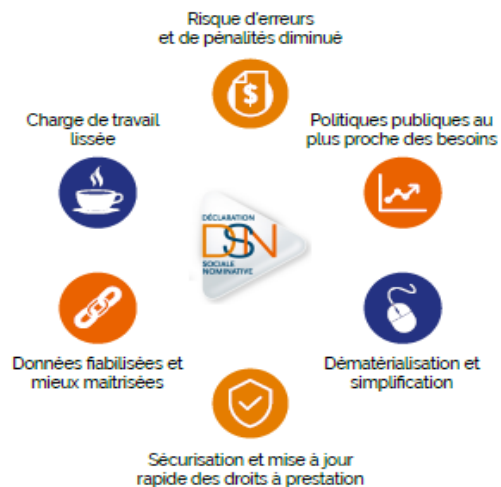 Risque d'erreurs
et de pénalités diminué
Charge de travail
lissée
Politiques publiques au
plus proche des besoins
$
DÉCLARATION
DSN
SOCIALE
NOMINATIVE
Données fiabilisées et
mieux maîtrisées
Dématérialisation et
simplification
Sécurisation et mise à jour
rapide des droits à prestation